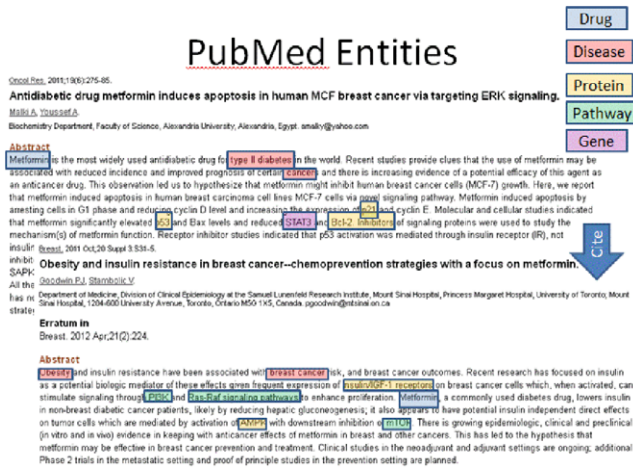 PubMed Entities
Drug
Disease
Protein
Pathway
Gene
Oncol Res. 2011;19(6):275-85.
Antidiabetic drug metformin induces apoptosis in human MCF breast cancer via targeting ERK signaling.
Malki A, Youssef A.
Biochemistry Department, Faculty of Science, Alexandria University, Alexandria, Egypt. amalky@yahoo.com
Abstract
Metformin is the most widely used antidiabetic drug for type II diabetes in the world. Recent studies provide clues that the use of metformin may be
associated with reduced incidence and improved prognosis of certain cancers and there is increasing evidence of a potential efficacy of this agent as
an anticancer drug. This observation led us to hypothesize that metformin might inhibit human breast cancer cells (MCF-7) growth. Here, we report
that metformin induced apoptosis in human breast carcinoma cell lines MCF-7 cells via novel signaling pathway. Metformin induced apoptosis by
arresting cells in G1 phase and reducing cyclin D level and increasing the expression of p21 and cyclin E. Molecular and cellular studies indicated
that metformin significantly elevated p53 and Bax levels and reduced STAT3 and Bcl-2. Inhibitors of signaling proteins were used to study the
mechanism(s) of metformin function. Receptor inhibitor studies indicated that p53 activation was mediated through insulin receptor (IR), not
insulin
inhibit
SAPK
All the
has no
strateg
Cite
Breast. 2011 Oct;20 Suppl 3:S31-5.
Obesity and insulin resistance in breast cancer--chemoprevention strategies with a focus on metformin.
Goodwin PJ, Stambolic V.
Department of Medicine, Division of Clinical Epidemiology at the Samuel Lunenfeld Research Institute, Mount Sinai Hospital, Princess Margaret Hospital, University of Toronto, Mount
Sinai Hospital, 1204-600 University Avenue, Toronto, Ontario M5G 1X5, Canada. pgoodwin@mtsinai.on.ca
Erratum in
Breast. 2012 Apr;21(2):224.
Abstract
Obesity and insulin resistance have been associated with breast cancer risk, and breast cancer outcomes. Recent research has focused on insulin
as a potential biologic mediator of these effects given frequent expression of insulin/IGF-1 receptors on breast cancer cells which, when activated, can
stimulate signaling through PI3K and Ras-Raf signaling pathways to enhance proliferation. Metformin, a commonly used diabetes drug, lowers insulin
in non-breast diabetic cancer patients, likely by reducing hepatic gluconeogenesis; it also appears to have potential insulin independent direct effects
on tumor cells which are mediated by activation of AMPK with downstream inhibition of mTOR. There is growing epidemiologic, clinical and preclinical
(in vitro and in vivo) evidence in keeping with anticancer effects of metformin in breast and other cancers. This has led to the hypothesis that
metformin may be effective in breast cancer prevention and treatment. Clinical studies in the neoadjuvant and adjuvant settings are ongoing; additional
Phase 2 trials in the metastatic setting and proof of principle studies in the prevention setting are planned.